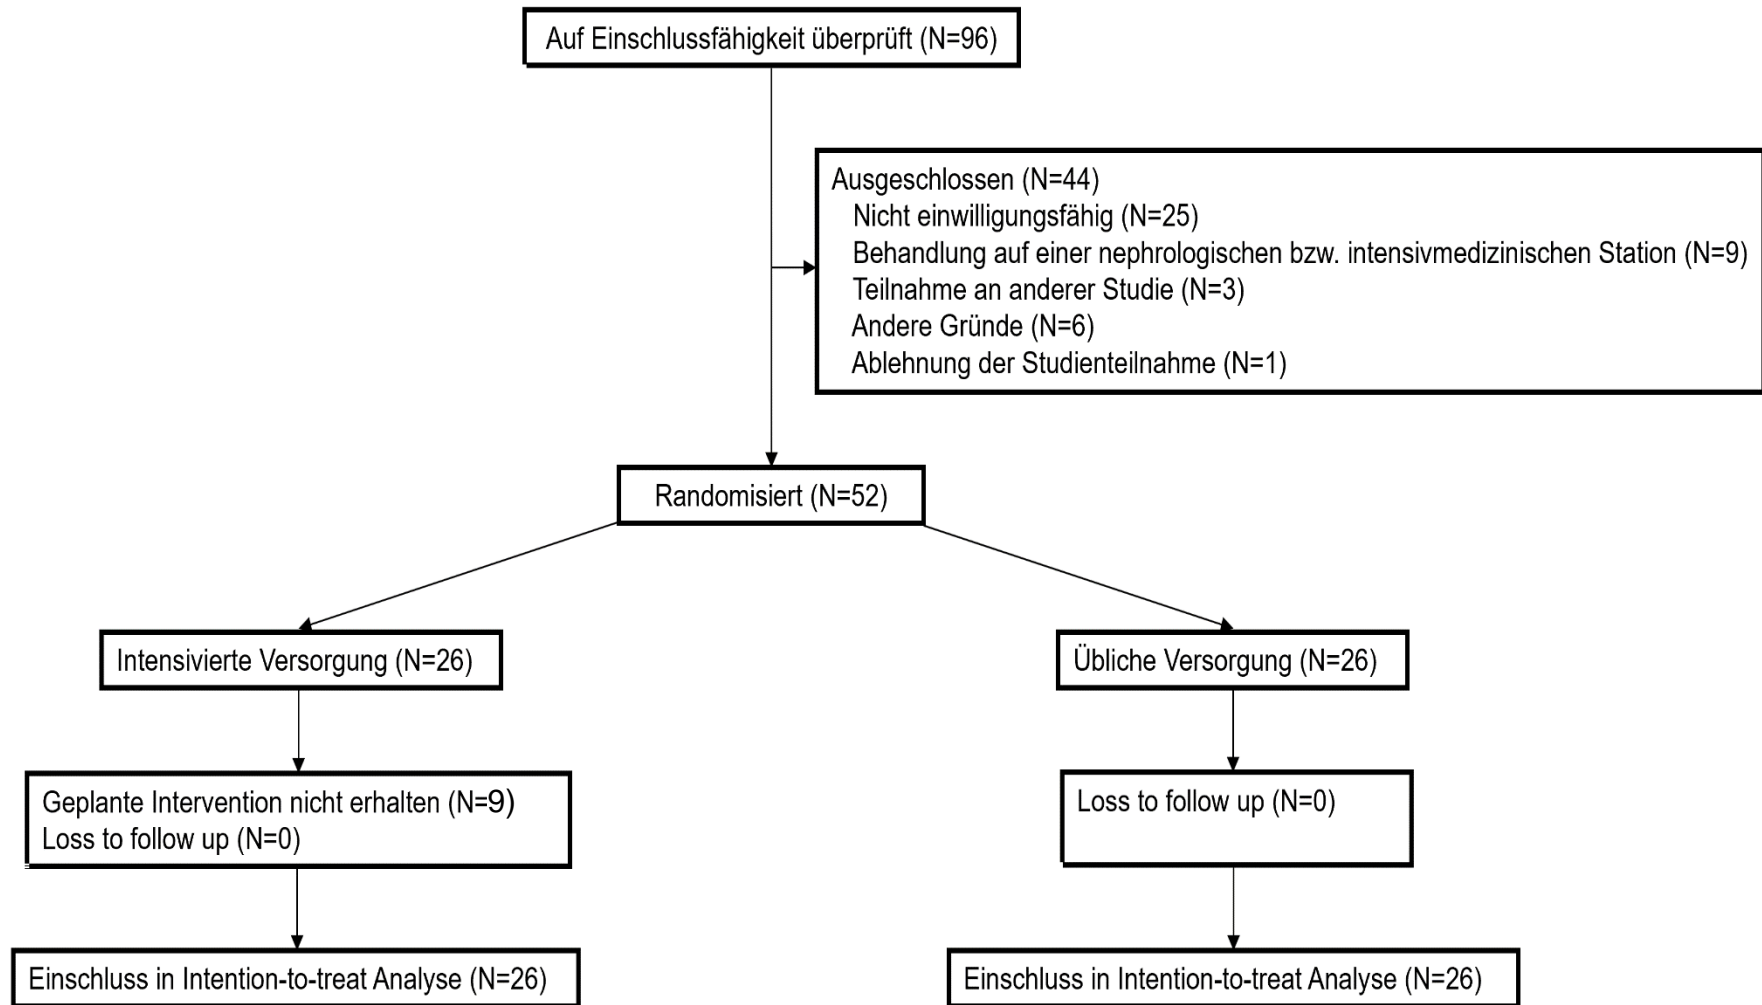 Auf Einschlussfähigkeit überprüft (N=96)
Ausgeschlossen (N=44)
Nicht einwilligungsfähig (N=25)
Behandlung auf einer nephrologischen bzw. intensivmedizinischen Station (N=9)
Teilnahme an anderer Studie (N=3)
Andere Gründe (N=6)
Ablehnung der Studienteilnahme (N=1)
Randomisiert (N=52)
Intensivierte Versorgung (N=26)
Übliche Versorgung (N=26)
Geplante Intervention nicht erhalten (N=9)
Loss to follow up (N=0)
Loss to follow up (N=0)
Einschluss in Intention-to-treat Analyse (N=26)
Einschluss in Intention-to-treat Analyse (N=26)